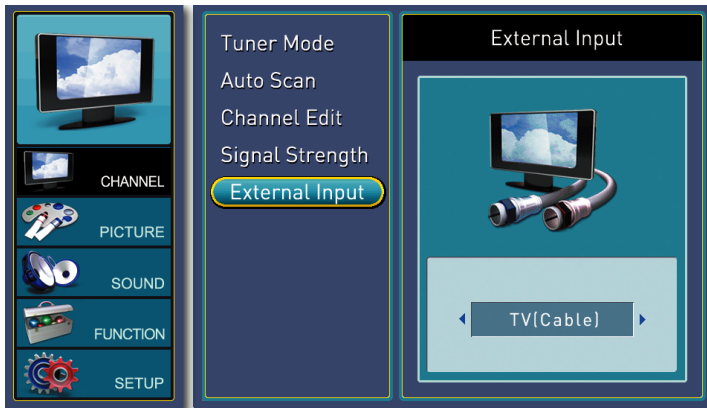 CHANNEL
PICTURE
SOUND
FUNCTION
SETUP
Tuner Mode
Auto Scan
Channel Edit
Signal Strength
External Input
External Input
TV(Cable)